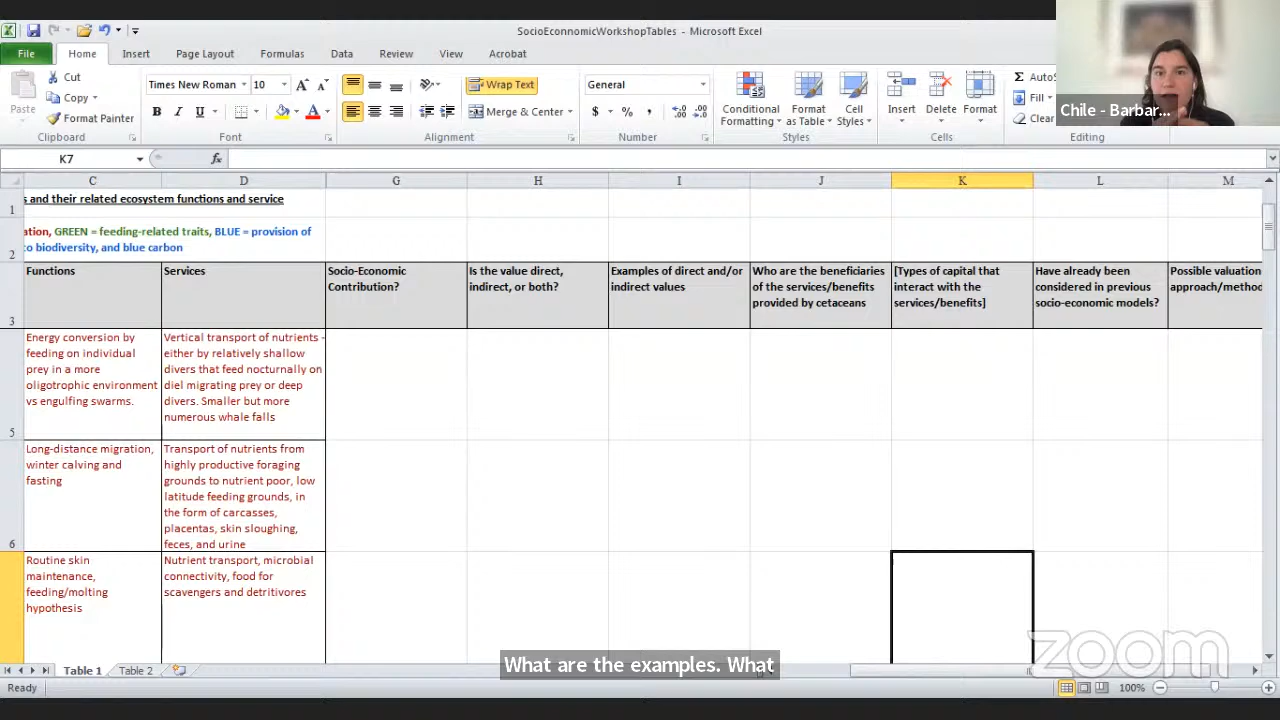 SocioEconnomicWorkshopTables - Microsoft Excel
File Home Insert Page Layout Formulas Data Review View Acrobat
Paste
Cut
Copy
Format Painter
Clipboard
Times New Roman 10
B I U
Font
Wrap Text
Merge & Center
Alignment
General
$ % ,
Number
Conditional Formatting
Format as Table
Cell Styles
Styles
Insert Delete Format
Cells
Σ Auto
Fill
Clear
Editing
Chile - Barbar...
K7
fx
C D G H I J K L M
1
s and their related ecosystem functions and service
2
ation, GREEN = feeding-related traits, BLUE = provision of
to biodiversity, and blue carbon
3
Functions
Services
Socio-Economic
Contribution?
Is the value direct,
indirect, or both?
Examples of direct and/or
indirect values
Who are the beneficiaries
of the services/benefits
provided by cetaceans
[Types of capital that
interact with the
services/benefits]
Have already been
considered in previous
socio-economic models?
Possible valuation
approach/method
5
Energy conversion by
feeding on individual
prey in a more
oligotrophic environment
vs engulfing swarms.
Vertical transport of nutrients -
either by relatively shallow
divers that feed nocturnally on
diel migrating prey or deep
divers. Smaller but more
numerous whale falls
6
Long-distance migration,
winter calving and
fasting
Transport of nutrients from
highly productive foraging
grounds to nutrient poor, low
latitude feeding grounds, in
the form of carcasses,
placentas, skin sloughing,
feces, and urine
Routine skin
maintenance,
feeding/molting
hypothesis
Nutrient transport, microbial
connectivity, food for
scavengers and detritivores
What are the examples. What
zoom
Table 1 Table 2
Ready
100%